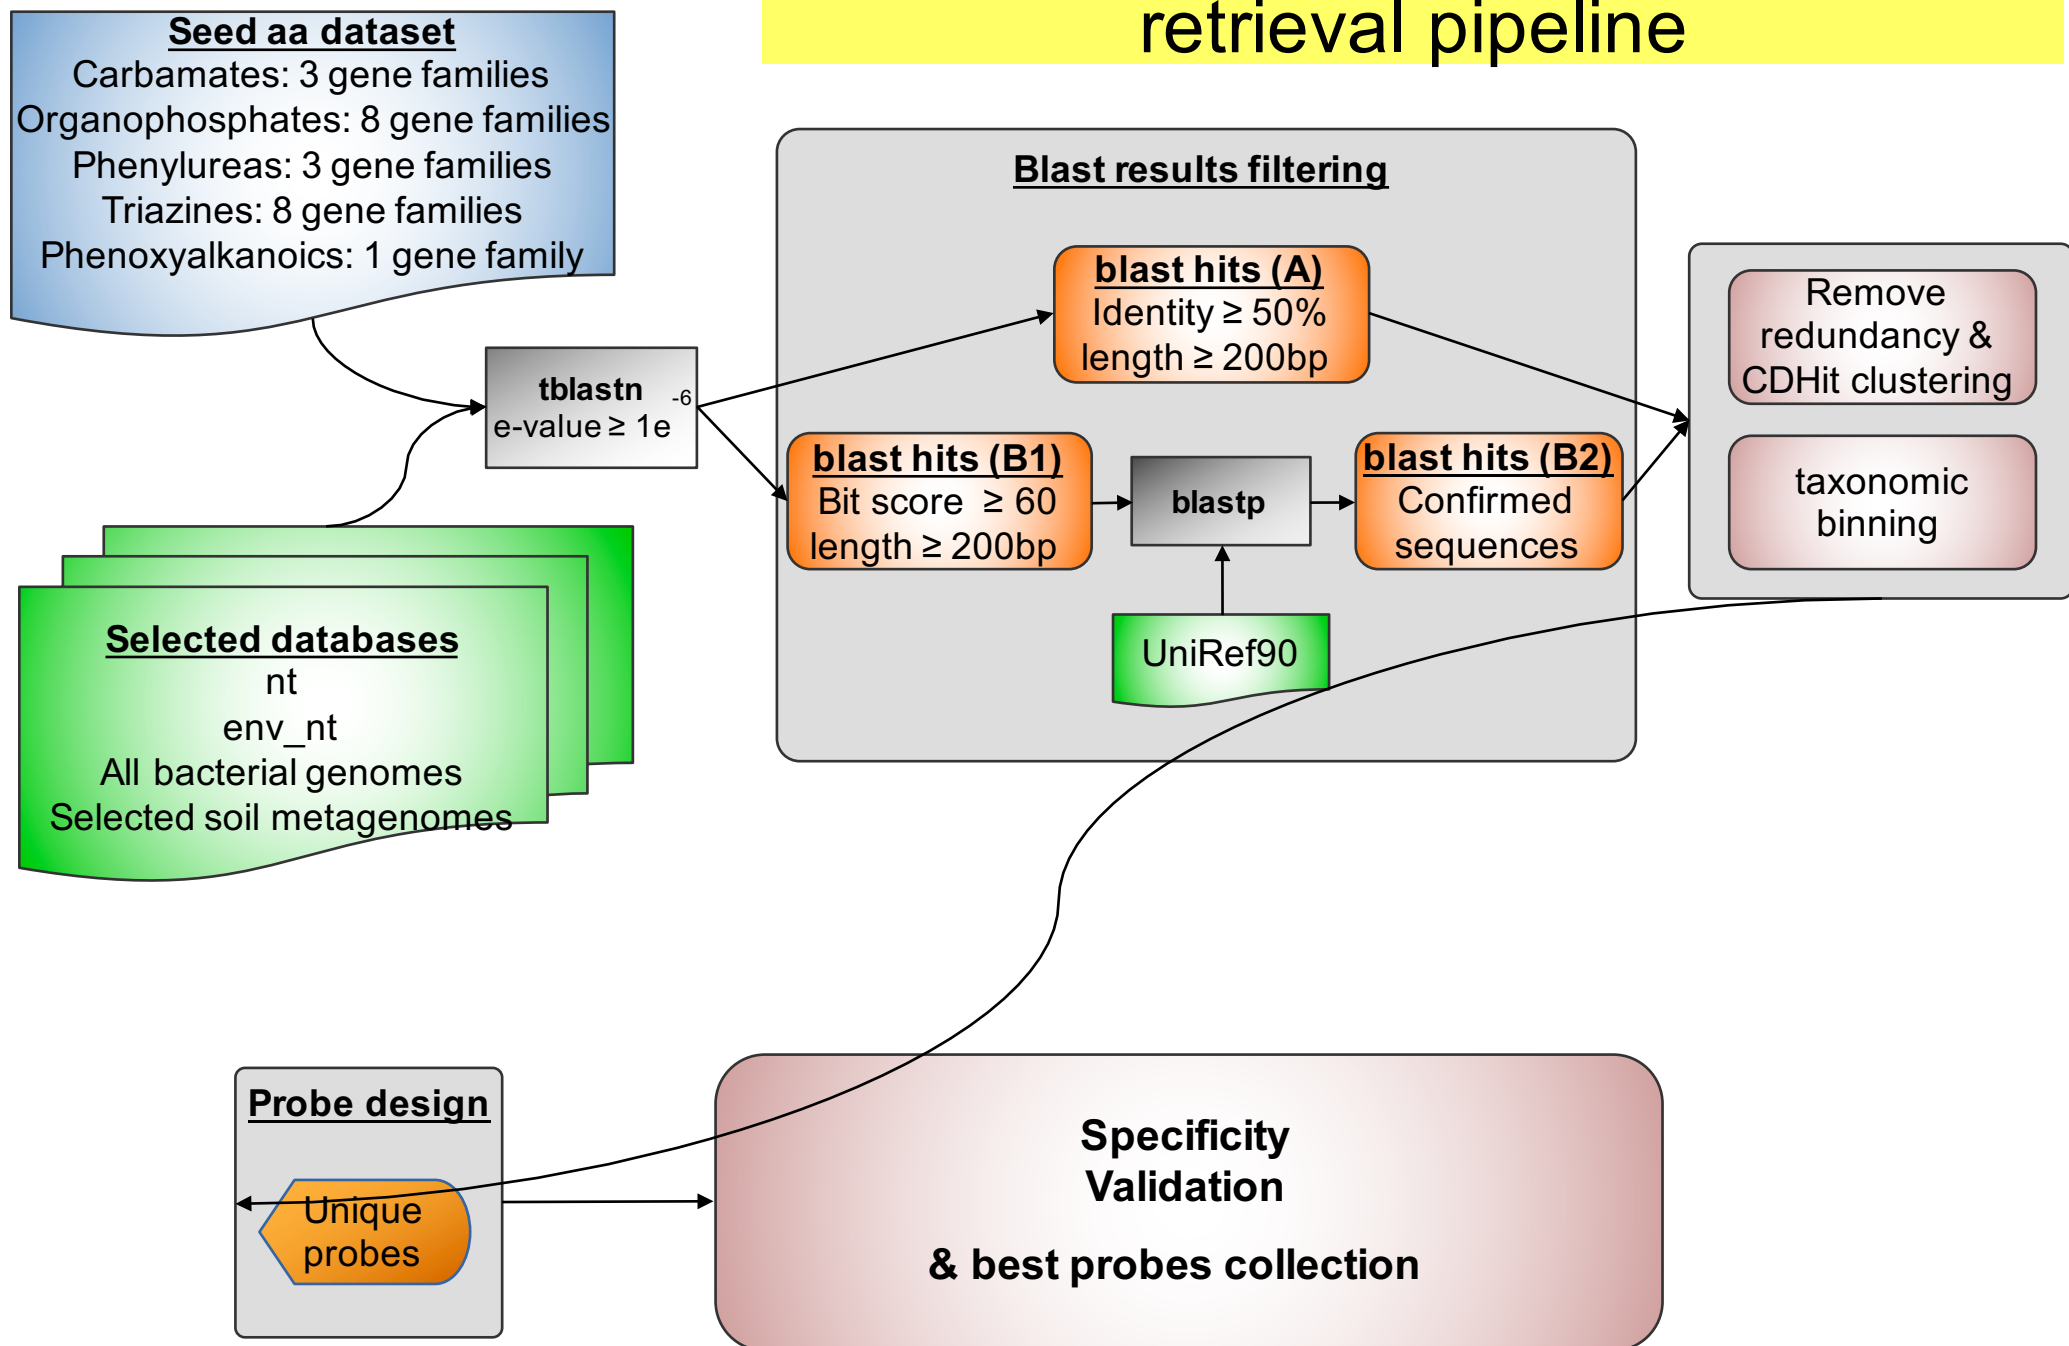 retrieval pipeline
Seed aa dataset
Carbamates: 3 gene families
Organophosphates: 8 gene families
Phenylureas: 3 gene families
Triazines: 8 gene families
Phenoxyalkanoics: 1 gene family
tblastn
e-value ≥ 1e -6
Selected databases
nt
env_nt
All bacterial genomes
Selected soil metagenomes
Blast results filtering
blast hits (A)
Identity ≥ 50%
length ≥ 200bp
blast hits (B1)
Bit score ≥ 60
length ≥ 200bp
blastp
UniRef90
blast hits (B2)
Confirmed
sequences
Remove
redundancy &
CDHit clustering
taxonomic
binning
Probe design
Unique
probes
Specificity
Validation
& best probes collection